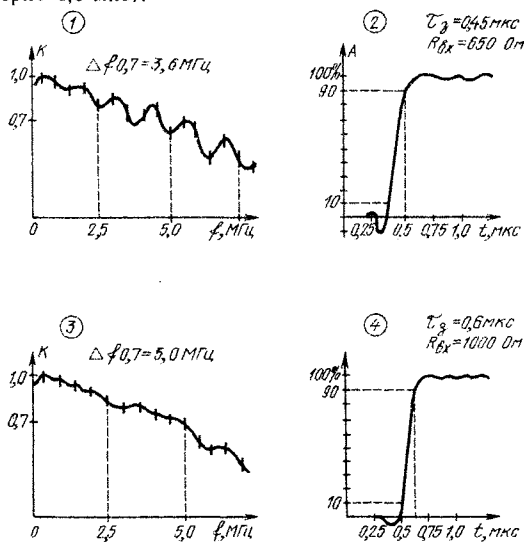 ①
K
Δ f 0,7 = 3,6 МГц
1,0
0,7
0 2,5 5,0 f, МГц
②
τз = 0,45 мкс
Rвх = 650 Ом
A
100%
90
10
0,25 0,5 0,75 1,0 t, мкс
③
K
Δ f 0,7 = 5,0 МГц
1,0
0,7
0 2,5 5,0 f, МГц
④
τз = 0,6 мкс
Rвх = 1000 Ом
100%
90
10
0,25 0,5 0,75 1,0 t, мкс